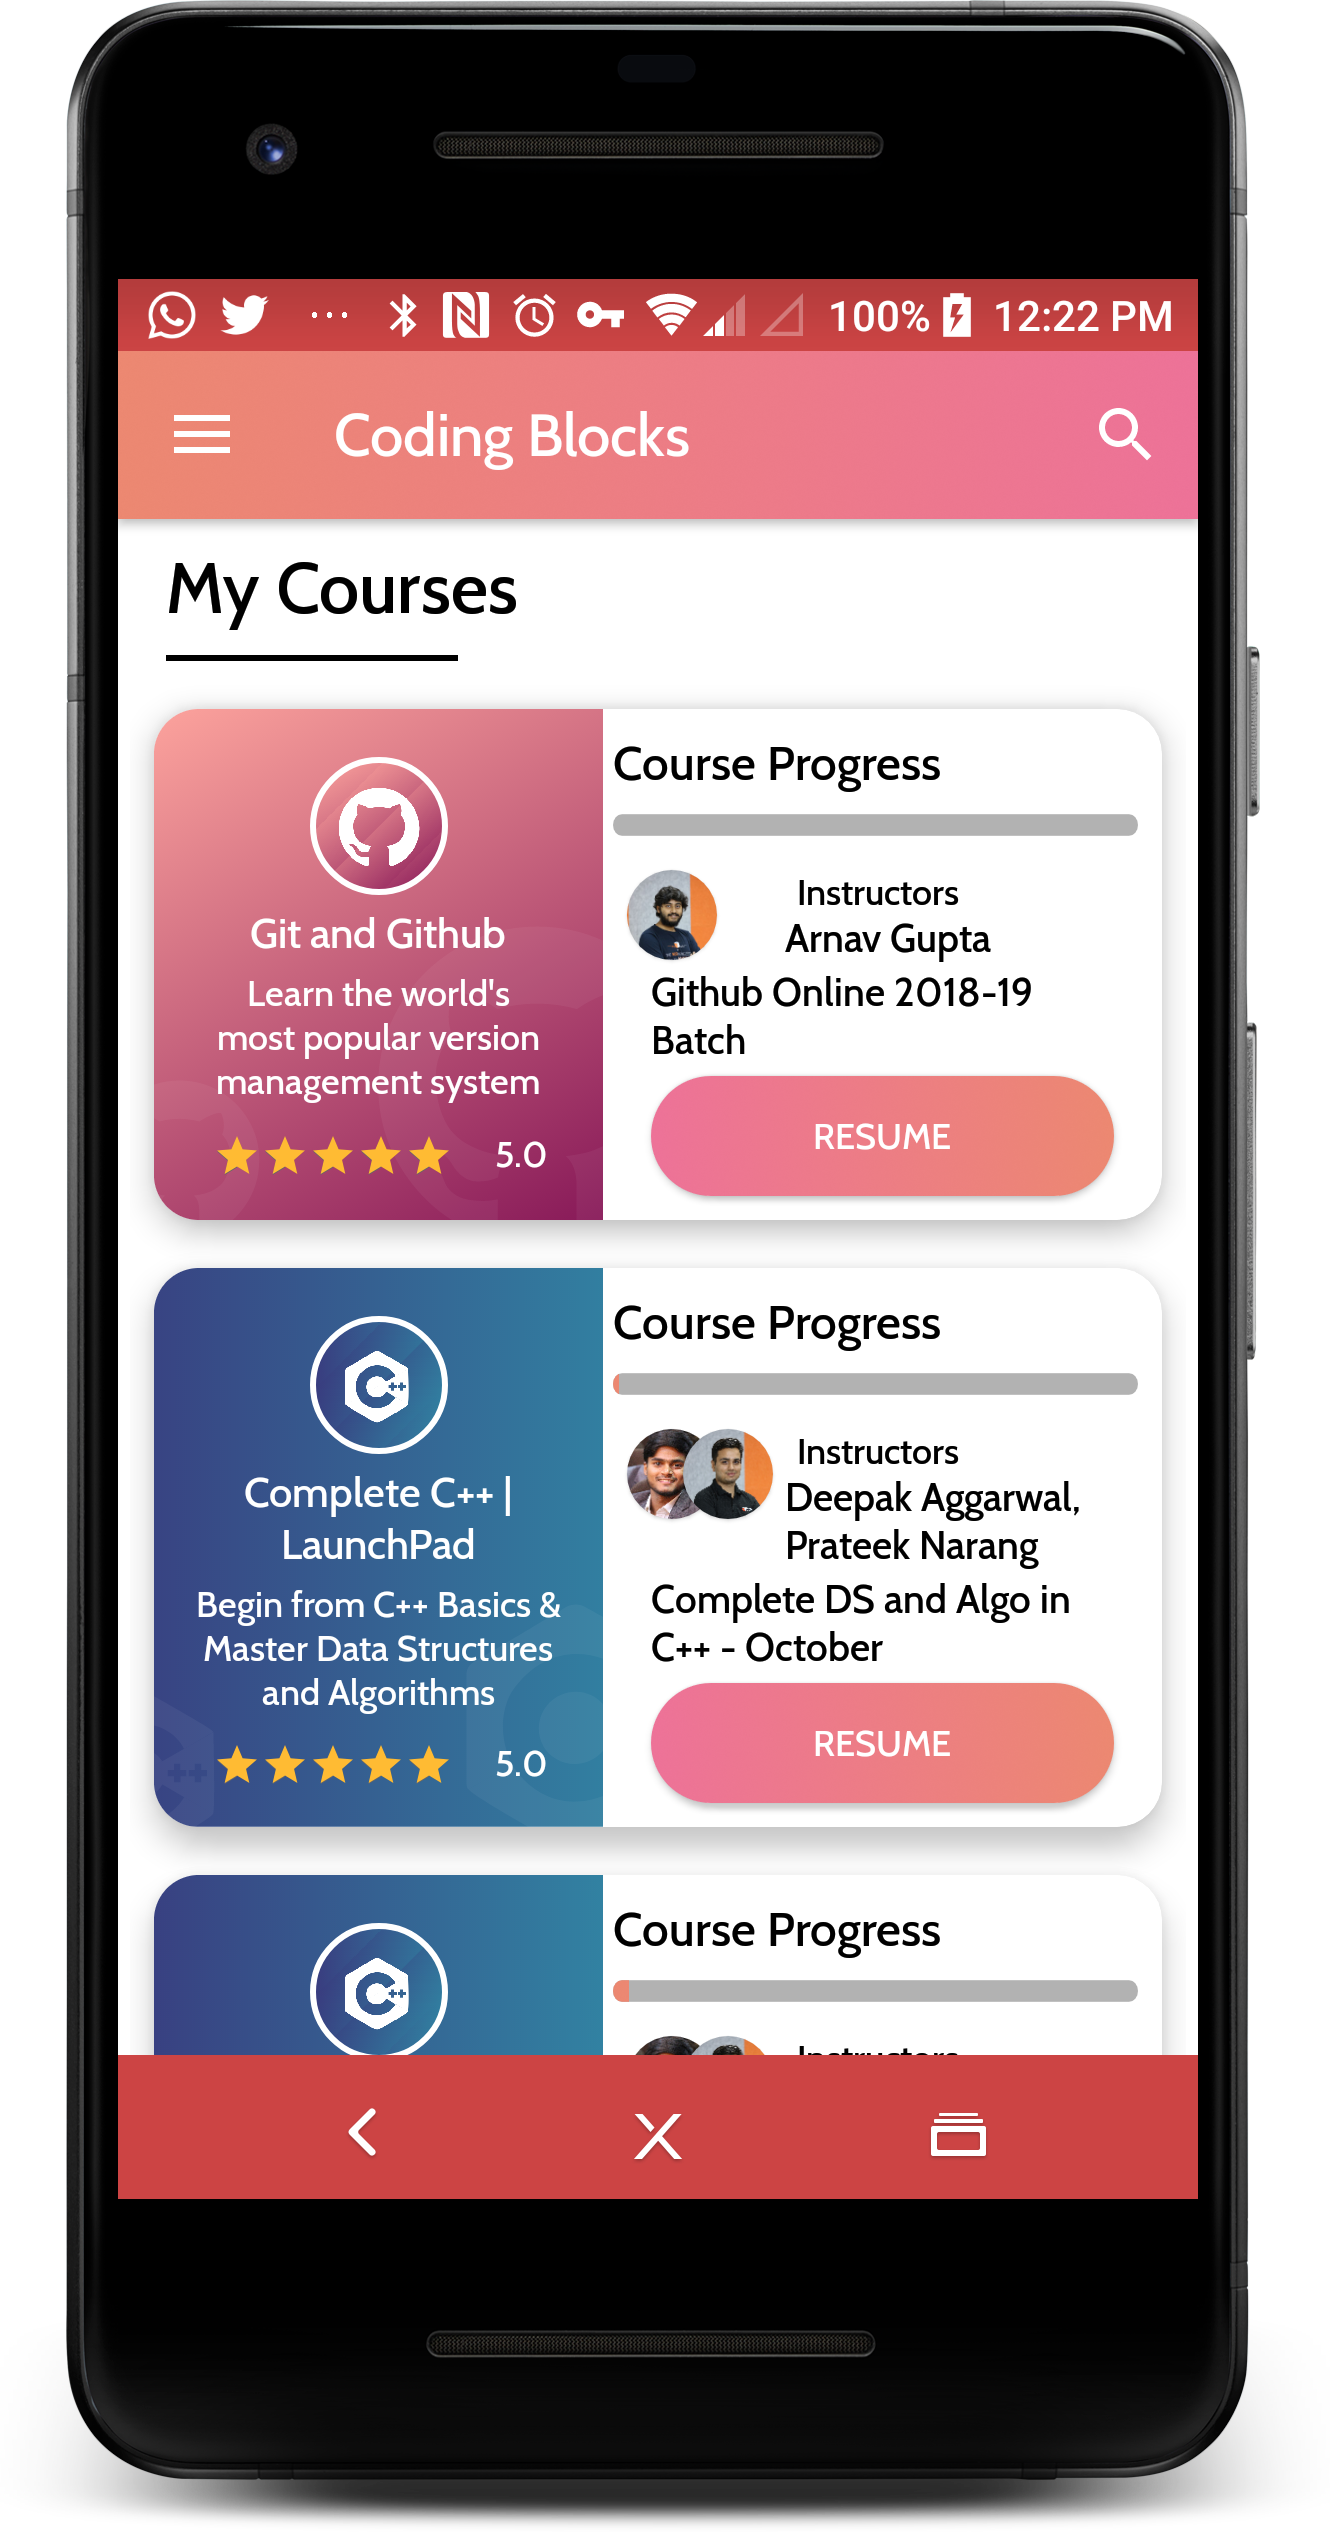 100% 12:22 PM
Coding Blocks
My Courses
Course Progress
Git and Github
Learn the world's
most popular version
management system
5.0
Instructors
Arnav Gupta
Github Online 2018-19
Batch
RESUME
Course Progress
C++
Complete C++ |
LaunchPad
Begin from C++ Basics &
Master Data Structures
and Algorithms
5.0
Instructors
Deepak Aggarwal,
Prateek Narang
Complete DS and Algo in
C++ - October
RESUME
Course Progress
C++
Instructors